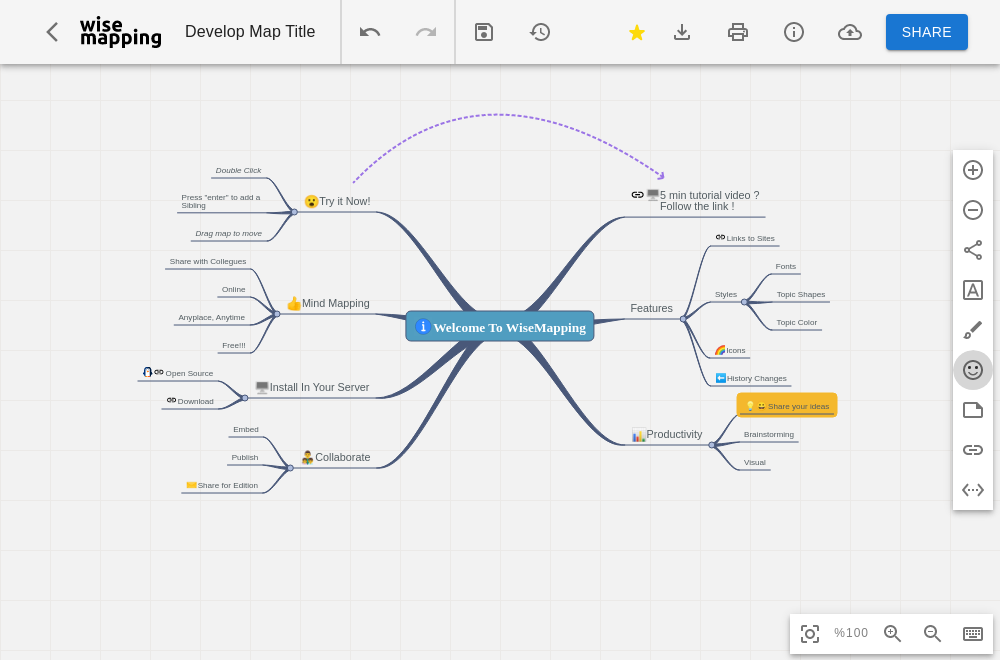 wise
mapping
Develop Map Title
SHARE
Double Click
Press "enter" to add a
Sibling
Drag map to move
Try it Now!
Share with Collegues
Online
Anyplace, Anytime
Free!!!
Mind Mapping
Open Source
Download
Install In Your Server
Embed
Publish
Share for Edition
Collaborate
Welcome To WiseMapping
5 min tutorial video ?
Follow the link !
Features
Links to Sites
Styles
Fonts
Topic Shapes
Topic Color
Icons
History Changes
Productivity
Share your ideas
Brainstorming
Visual
%100